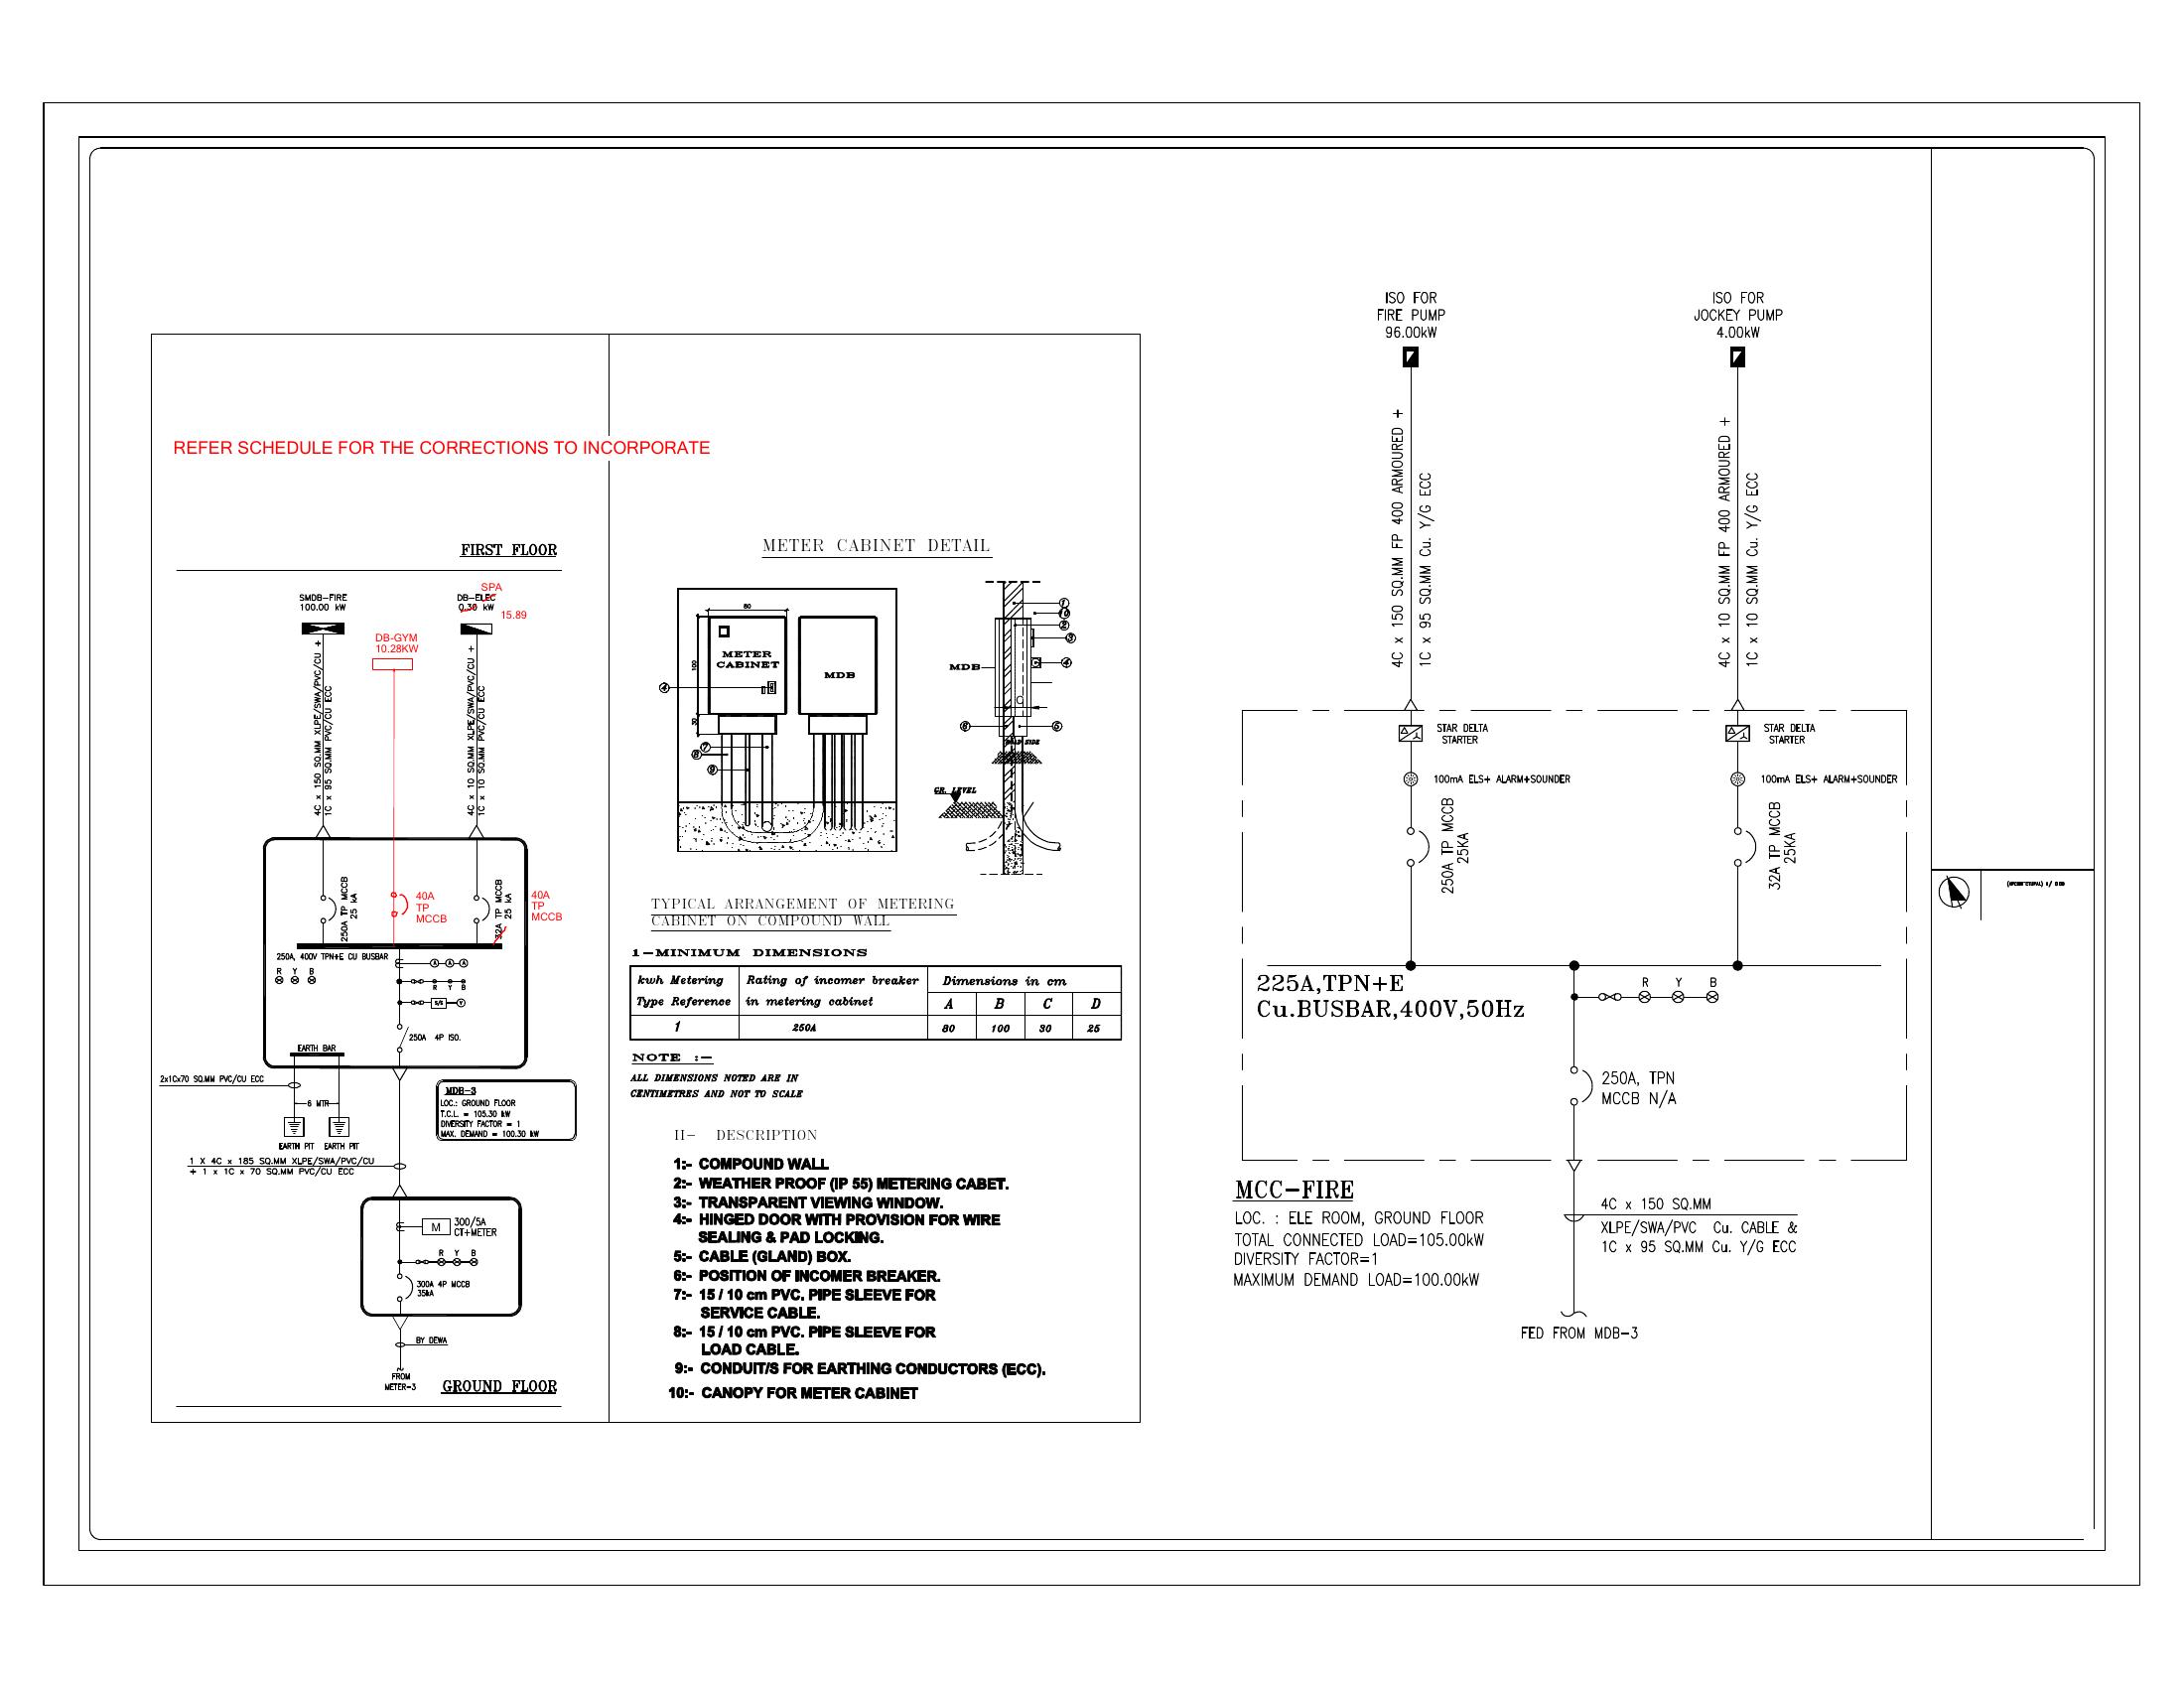 REFER SCHEDULE FOR THE CORRECTIONS TO INCORPORATE
FIRST FLOOR
SMDB-FIRE
100.00 kW
DB-GYM
10.28KW
SPA
DB-ELEC
0.30 kW
15.89
4C x 150 SQ.MM XLPE/SWA/PVC/CU +
1C x 95 SQ.MM PVC/CU ECC
4C x 10 SQ.MM XLPE/SWA/PVC/CU +
1C x 10 SQ.MM PVC/CU ECC
250A TP MCCB
25 kA
40A
TP
MCCB
32A TP MCCB
25 kA
40A
TP
MCCB
250A, 400V TPN+E CU BUSBAR
R Y B
A A A
R Y B
S/S V
250A 4P ISO.
EARTH BAR
2x1Cx70 SQ.MM PVC/CU ECC
6 MTR
EARTH PIT EARTH PIT
MDB-3
LOC.: GROUND FLOOR
T.C.L. = 105.30 kW
DIVERSITY FACTOR = 1
MAX. DEMAND = 100.30 kW
1 X 4C x 185 SQ.MM XLPE/SWA/PVC/CU
+ 1 x 1C x 70 SQ.MM PVC/CU ECC
M
300/5A
CT+METER
R Y B
300A 4P MCCB
35kA
BY DEWA
FROM
METER-3
GROUND FLOOR
METER CABINET DETAIL
80
100
30
METER
CABINET
MDB
4
7
8
9
MDB
1
10
2
3
4
6
5
GR. LEVEL
TYPICAL ARRANGEMENT OF METERING
CABINET ON COMPOUND WALL
1-MINIMUM DIMENSIONS
kwh Metering
Type Reference
Rating of incomer breaker
in metering cabinet
Dimensions in cm
A B C D
1 250A 80 100 30 25
NOTE :-
ALL DIMENSIONS NOTED ARE IN
CENTIMETRES AND NOT TO SCALE
II- DESCRIPTION
1:- COMPOUND WALL
2:- WEATHER PROOF (IP 55) METERING CABET.
3:- TRANSPARENT VIEWING WINDOW.
4:- HINGED DOOR WITH PROVISION FOR WIRE
SEALING & PAD LOCKING.
5:- CABLE (GLAND) BOX.
6:- POSITION OF INCOMER BREAKER.
7:- 15 / 10 cm PVC. PIPE SLEEVE FOR
SERVICE CABLE.
8:- 15 / 10 cm PVC. PIPE SLEEVE FOR
LOAD CABLE.
9:- CONDUIT/S FOR EARTHING CONDUCTORS (ECC).
10:- CANOPY FOR METER CABINET
ISO FOR
FIRE PUMP
96.00kW
ISO FOR
JOCKEY PUMP
4.00kW
4C x 150 SQ.MM FP 400 ARMOURED +
1C x 95 SQ.MM Cu. Y/G ECC
4C x 10 SQ.MM FP 400 ARMOURED +
1C x 10 SQ.MM Cu. Y/G ECC
STAR DELTA
STARTER
STAR DELTA
STARTER
100mA ELS+ ALARM+SOUNDER
100mA ELS+ ALARM+SOUNDER
250A TP MCCB
25KA
32A TP MCCB
25KA
225A,TPN+E
Cu.BUSBAR,400V,50Hz
R Y B
250A, TPN
MCCB N/A
MCC-FIRE
LOC. : ELE ROOM, GROUND FLOOR
TOTAL CONNECTED LOAD=105.00kW
DIVERSITY FACTOR=1
MAXIMUM DEMAND LOAD=100.00kW
4C x 150 SQ.MM
XLPE/SWA/PVC Cu. CABLE &
1C x 95 SQ.MM Cu. Y/G ECC
FED FROM MDB-3